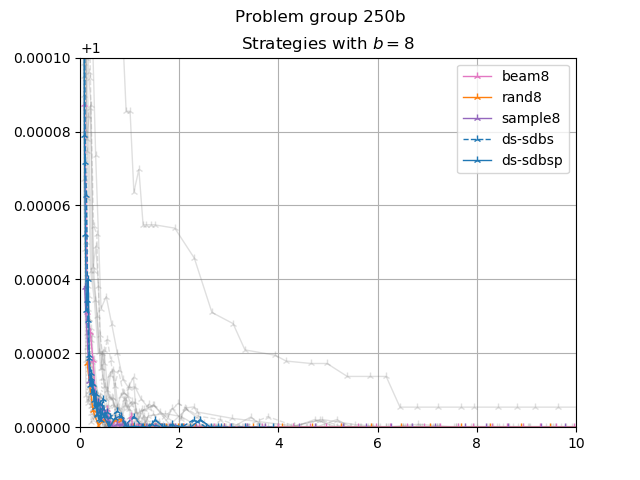 Problem group 250b
Strategies with b = 8
+1
0.00010
0.00008
0.00006
0.00004
0.00002
0.00000
0 2 4 6 8 10
beam8
rand8
sample8
ds-sdbs
ds-sdbsp